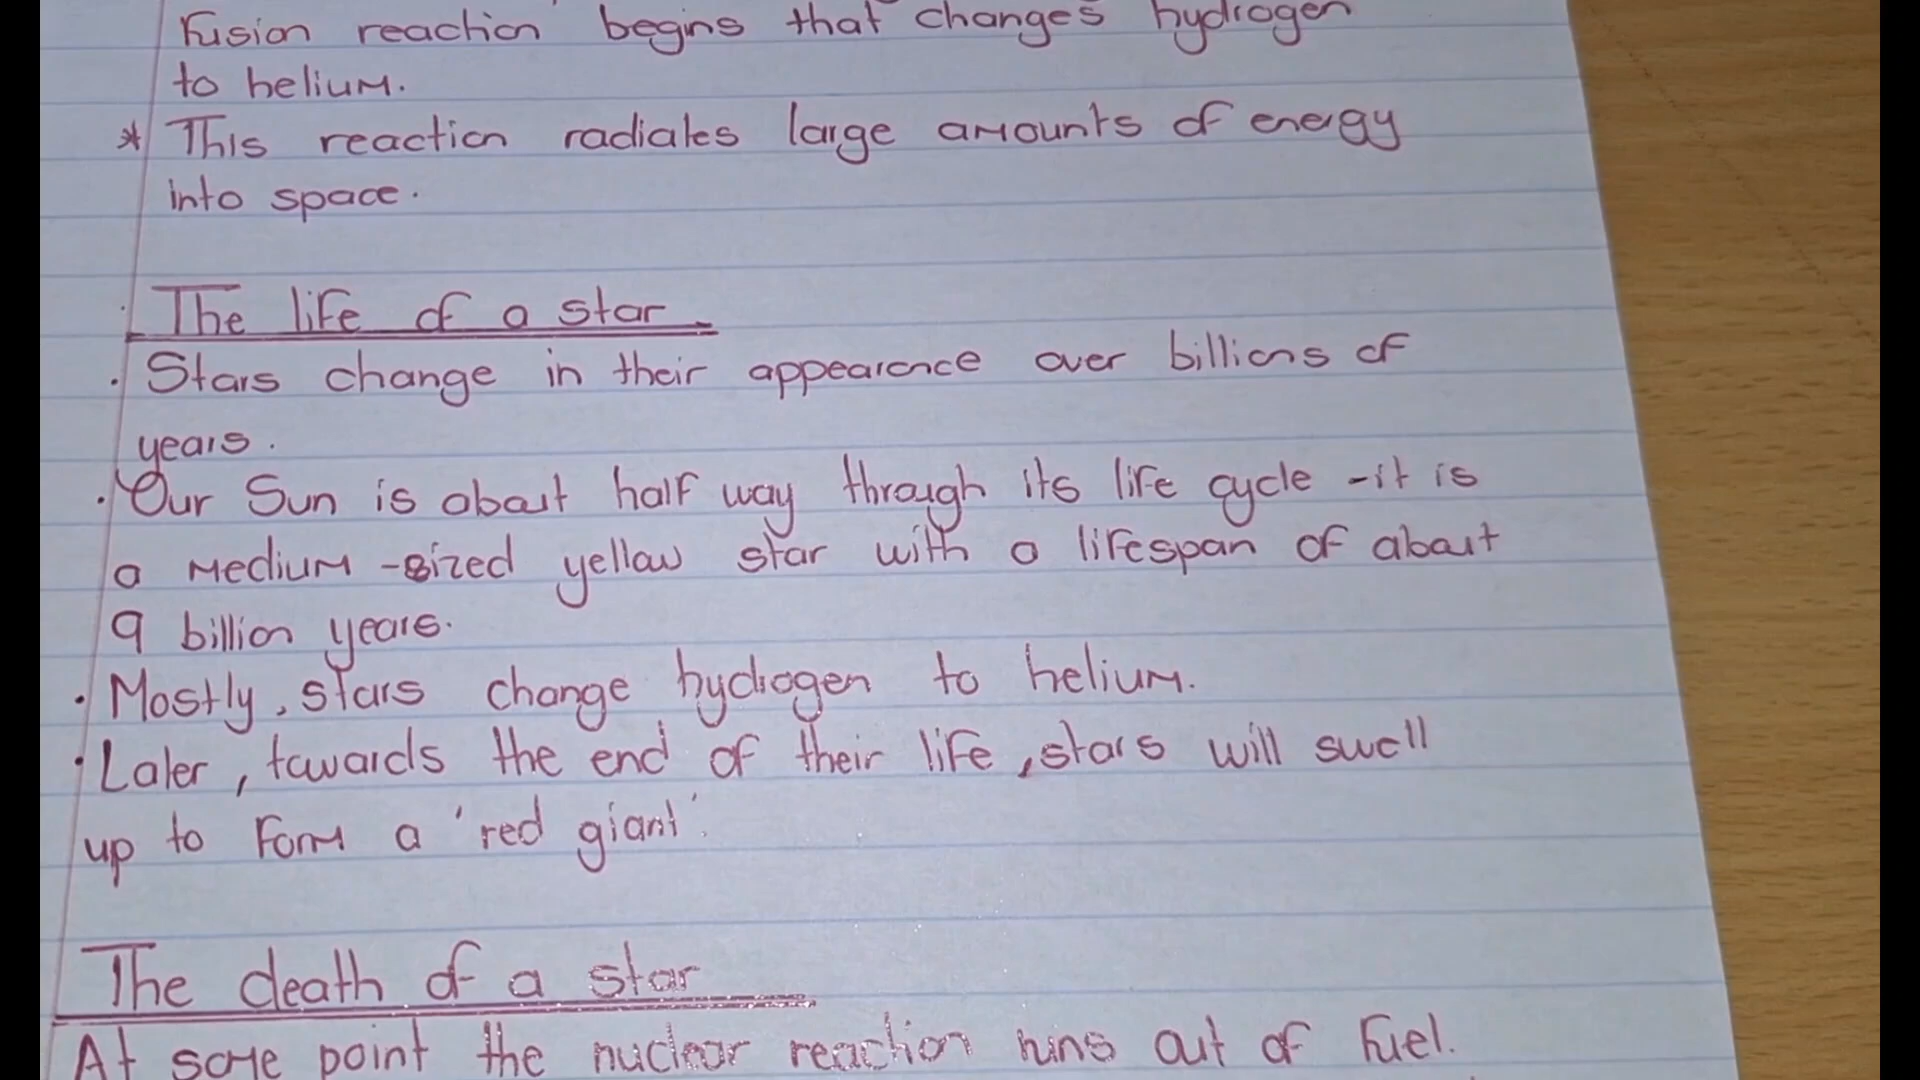 Fusion reaction begins that changes hydrogen
to helium.
* This reaction radiates large amounts of energy
into space.
The life of a star
. Stars change in their appearence over billions of
years.
. Our Sun is about half way through its life cycle - it is
a medium-sized yellow star with a lifespan of about
9 billion years.
. Mostly, stars change hydrogen to helium.
. Later, towards the end of their life, stars will swell
up to form a 'red giant'.
The death of a star
At some point the nuclear reaction runs out of fuel.